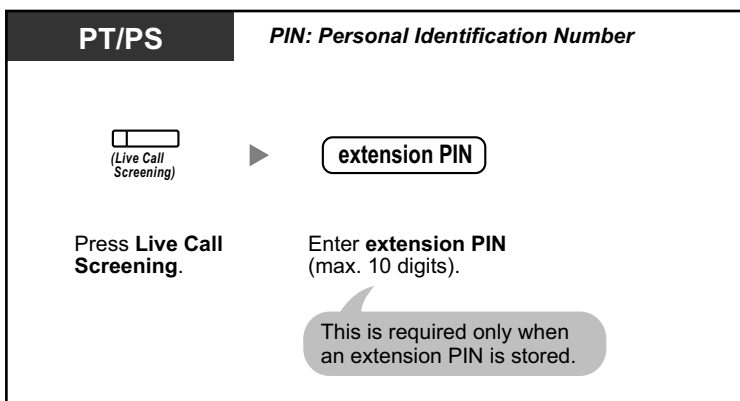 PT/PS
PIN: Personal Identification Number
(Live Call
Screening)
extension PIN
Press Live Call
Screening.
Enter extension PIN
(max. 10 digits).
This is required only when
an extension PIN is stored.